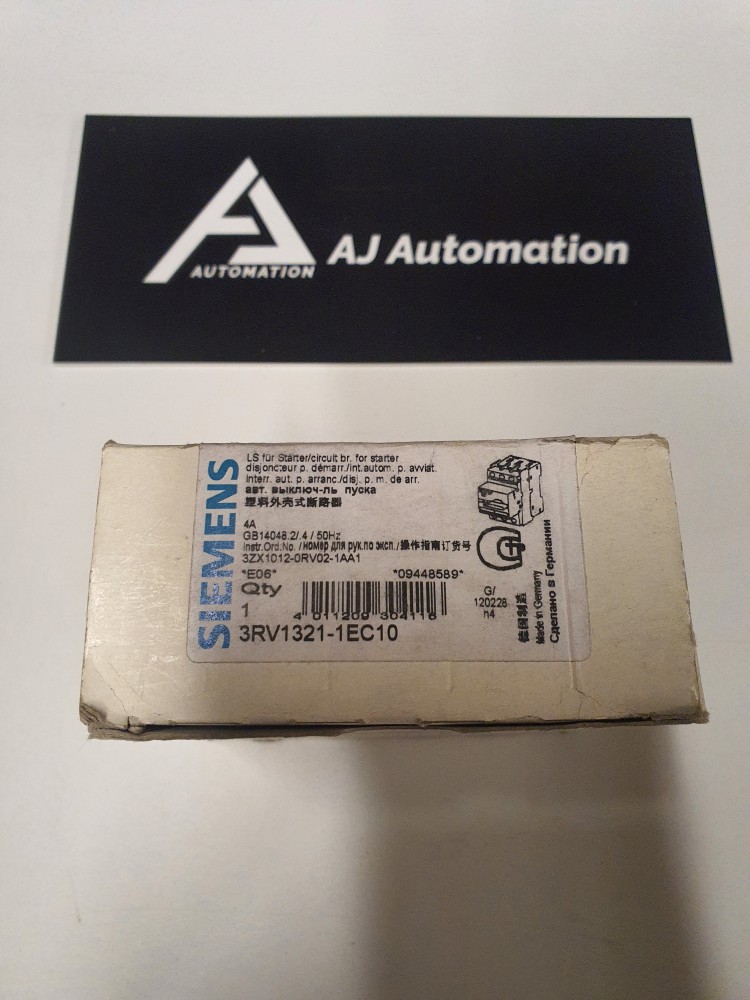 AUTOMATION
AJ Automation
SIEMENS
LS für Starter/circuit br. for starter
disjoncteur p. démarr./int.autom. p. avviat.
Interr. aut. p. arranc./disj. p. m. de arr.
авт. выключ-ль пуска
塑料外壳式断路器
4A
GB14048.2/.4 / 50Hz
Instr.Ord.No. /номер для рук.по эксп./操作指南订货号
3ZX1012-0RV02-1AA1
*E06* *09448589*
Qty
1
4 011209 304116
G/
120228
n4
3RV1321-1EC10
德国制造
Made in Germany
Сделано в Германии